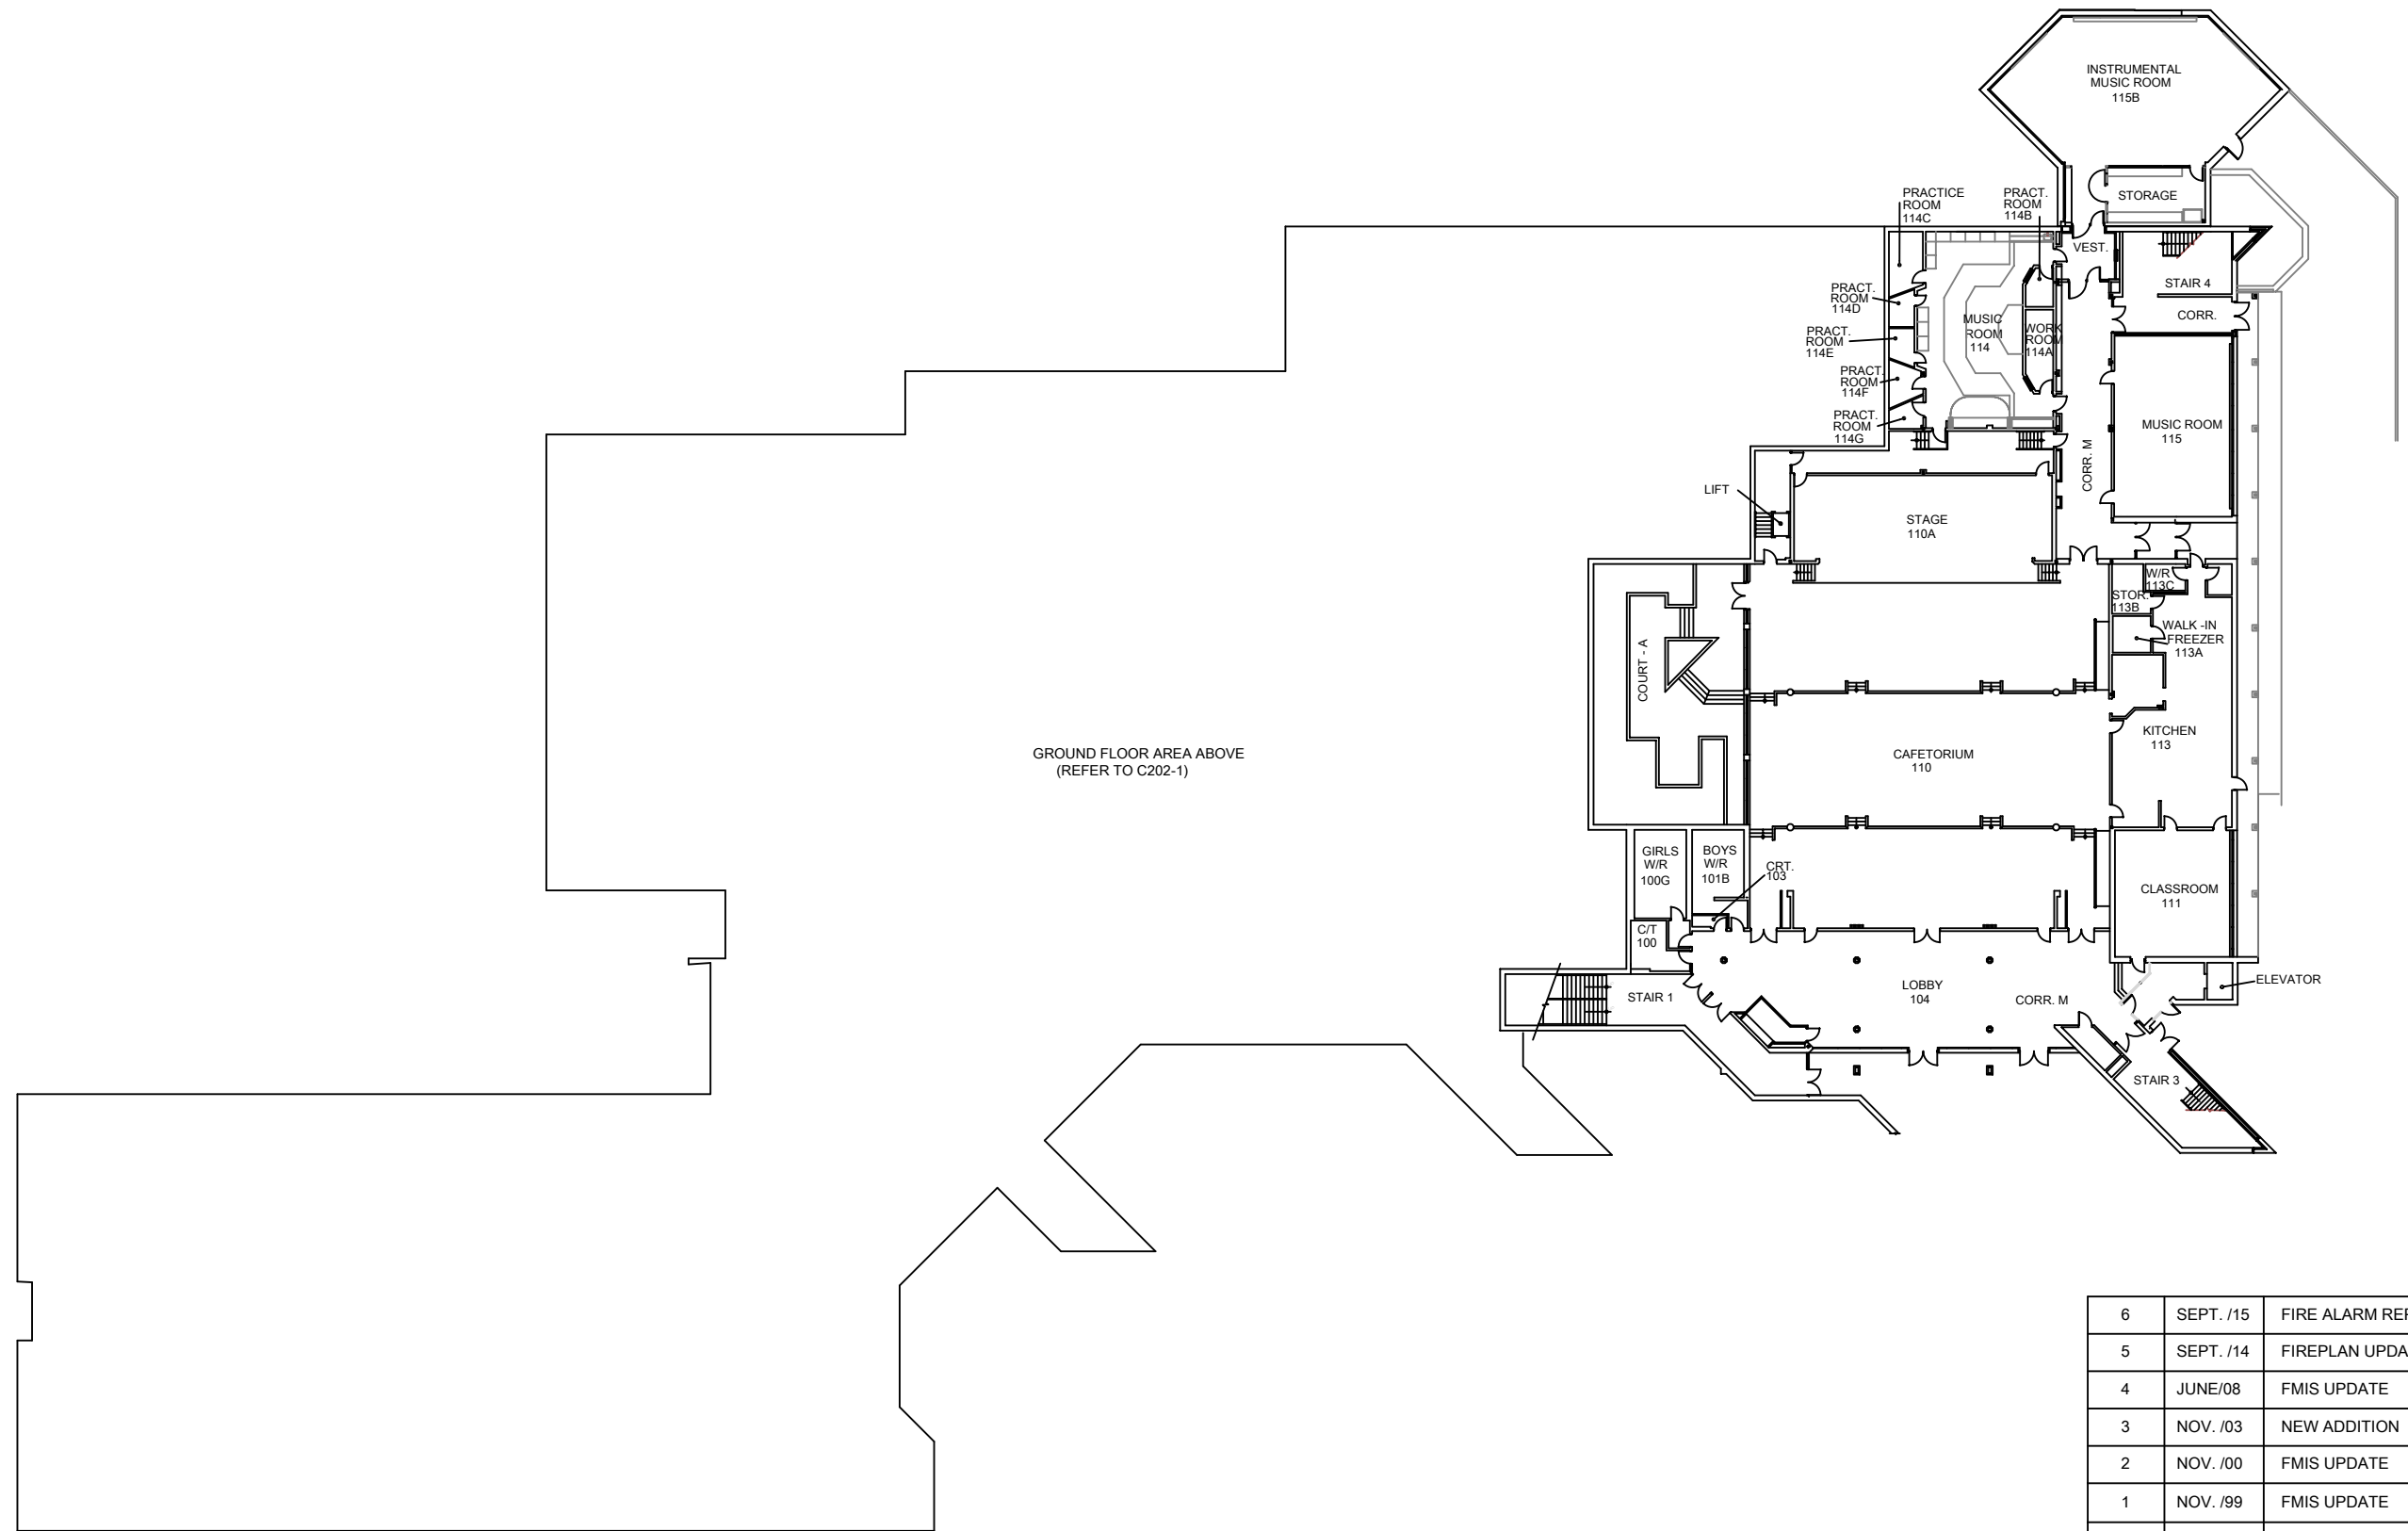 INSTRUMENTAL
MUSIC ROOM
115B
STORAGE
PRACTICE
ROOM
114C
PRACT.
ROOM
114B
VEST.
STAIR 4
CORR.
PRACT.
ROOM
114D
PRACT.
ROOM
114E
PRACT.
ROOM
114F
PRACT.
ROOM
114G
MUSIC
ROOM
114
WORK
ROOM
114A
MUSIC ROOM
115
CORR. M
LIFT
STAGE
110A
W/R
113C
STOR.
113B
WALK -IN
FREEZER
113A
COURT - A
KITCHEN
113
CAFETORIUM
110
GROUND FLOOR AREA ABOVE
(REFER TO C202-1)
GIRLS
W/R
100G
BOYS
W/R
101B
CRT.
103
CLASSROOM
111
C/T
100
STAIR 1
LOBBY
104
CORR. M
ELEVATOR
STAIR 3
6 SEPT. /15 FIRE ALARM
5 SEPT. /14 FIREPLAN
4 JUNE/08 FMIS UPDATE
3 NOV. /03 NEW ADDITION
2 NOV. /00 FMIS UPDATE
1 NOV. /99 FMIS UPDATE